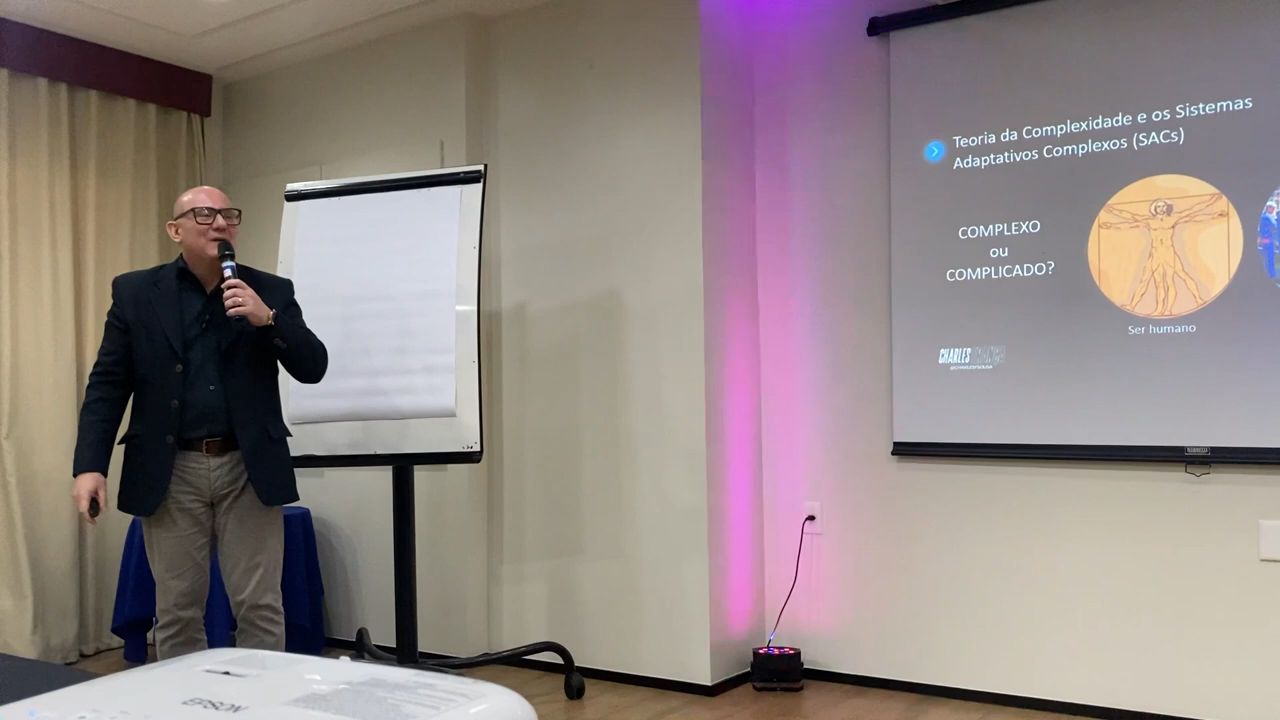 Teoria da Complexidade e os Sistemas
Adaptativos Complexos (SACs)
COMPLEXO
ou
COMPLICADO?
Ser humano
CHARLES
EPSON